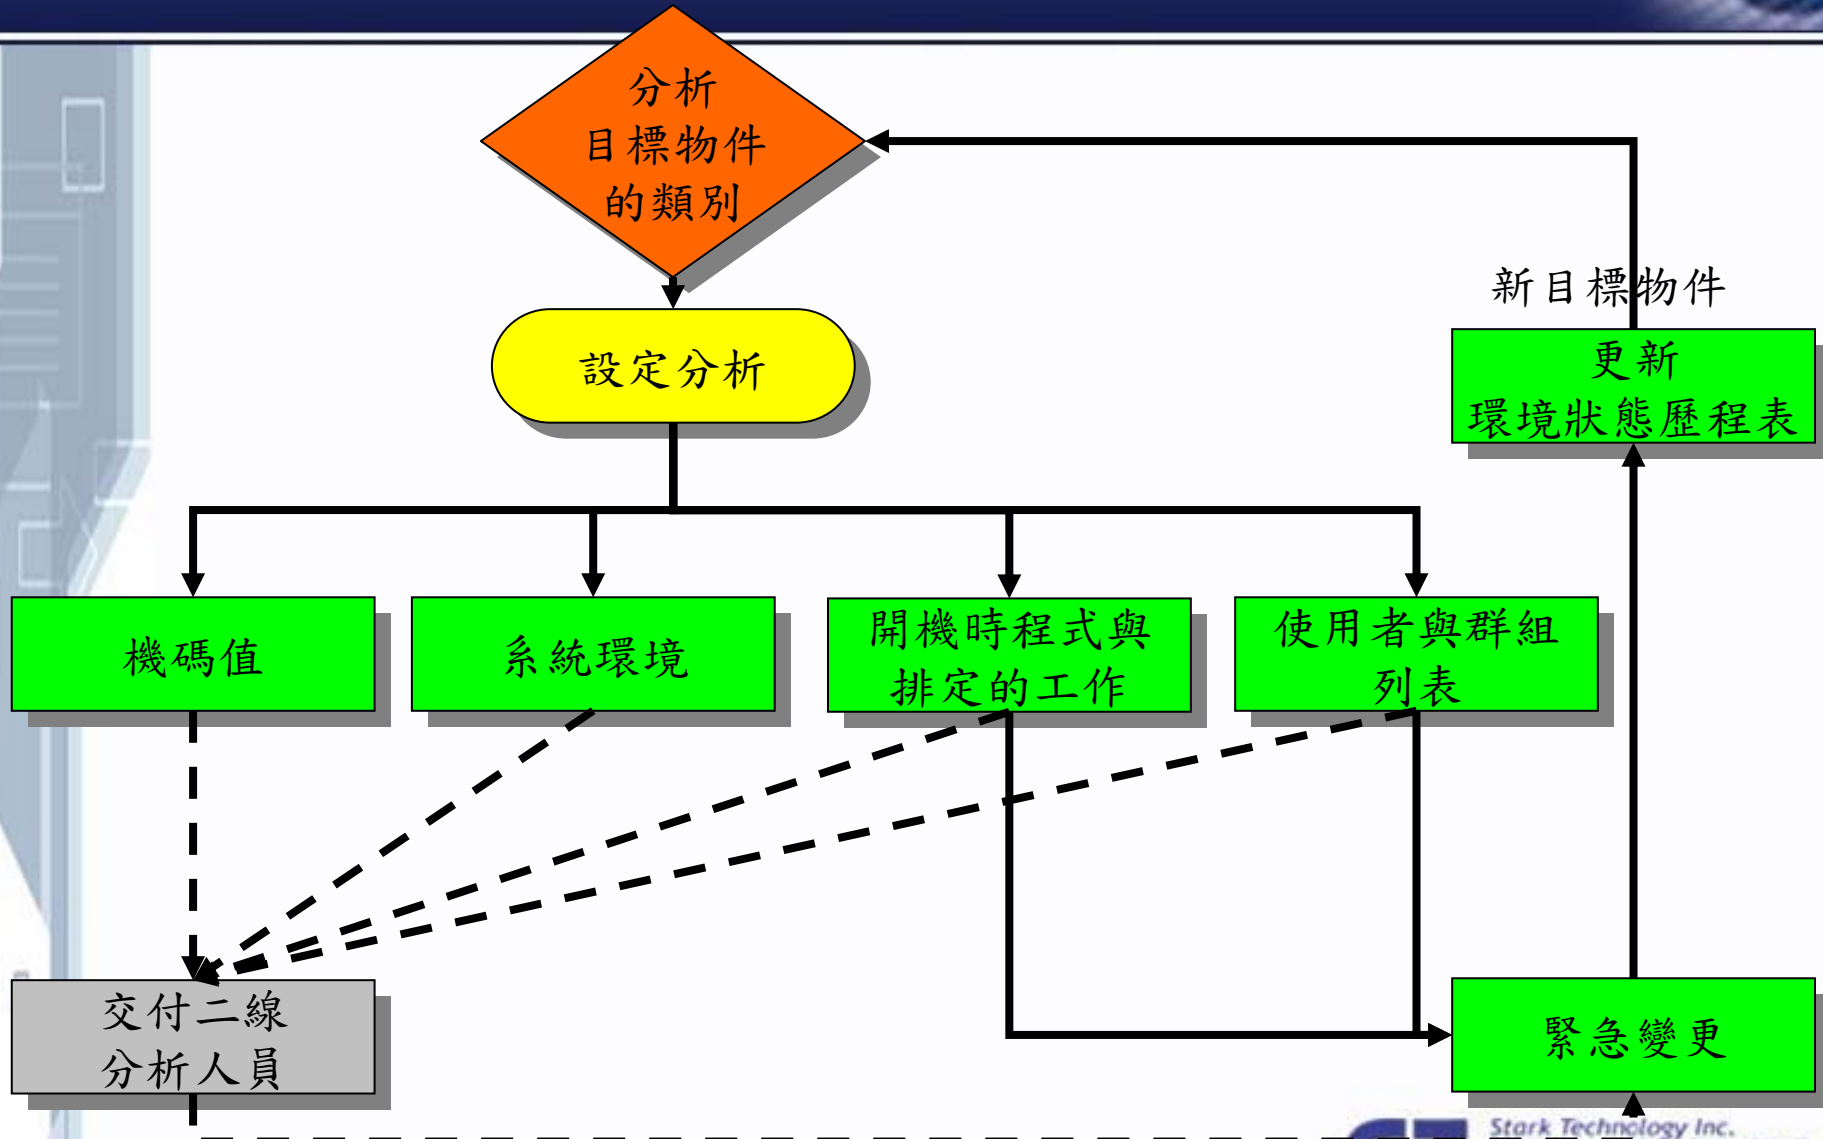 分析
目標物件
的類別
新目標物件
設定分析
更新
環境狀態歷程表
機碼值
系統環境
開機時程式與
排定的工作
使用者與群組
列表
交付二線
分析人員
緊急變更
Stark Technology Inc.